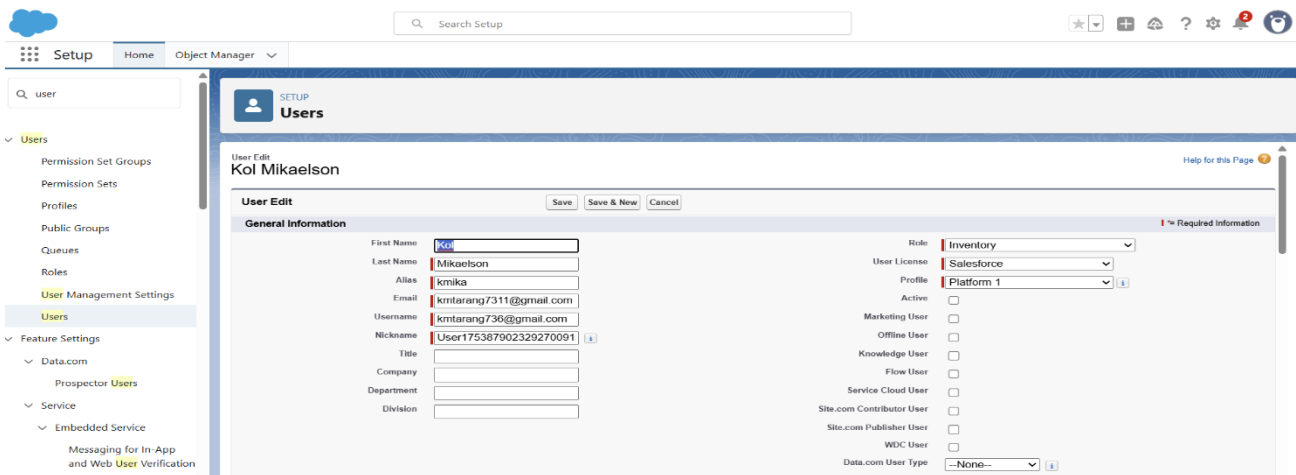 Search Setup
2
Setup
Home
Object Manager
user
Users
Permission Set Groups
Permission Sets
Profiles
Public Groups
Queues
Roles
User Management Settings
Users
Feature Settings
Data.com
Prospector Users
Service
Embedded Service
Messaging for In-App
and Web User Verification
SETUP
Users
User Edit
Kol Mikaelson
Help for this Page ?
User Edit
Save
Save & New
Cancel
General Information
= Required Information
First Name Kol
Last Name Mikaelson
Alias kmika
Email kmtarang7311@gmail.com
Username kmtarang736@gmail.com
Nickname User175387902329270091 i
Title
Company
Department
Division
Role Inventory
User License Salesforce
Profile Platform 1 i
Active
Marketing User
Offline User
Knowledge User
Flow User
Service Cloud User
Site.com Contributor User
Site.com Publisher User
WDC User
Data.com User Type --None-- i